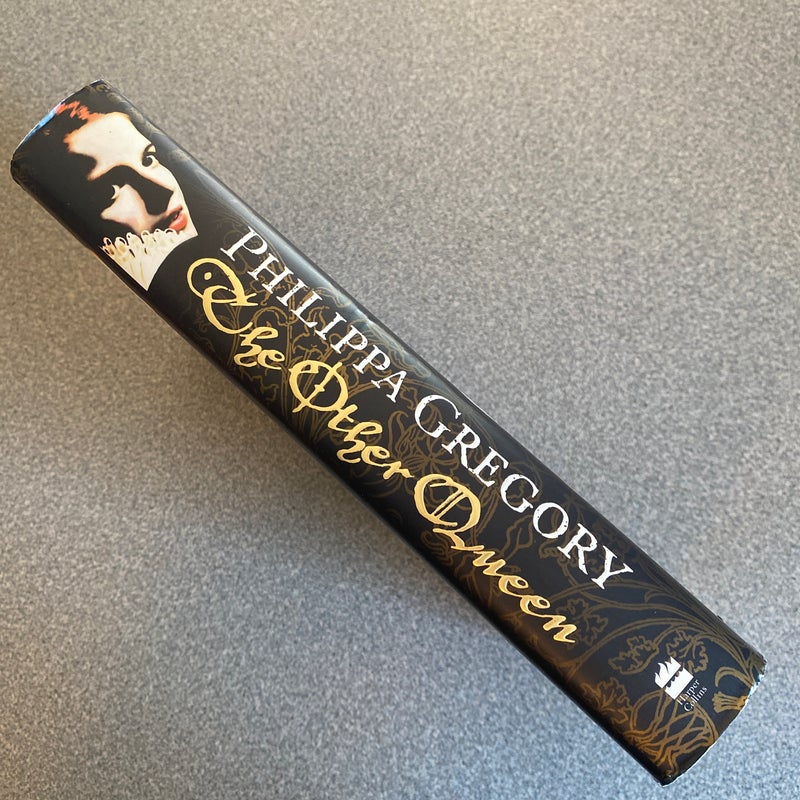 PHILIPPA GREGORY
The Other Queen
Harper
Collins